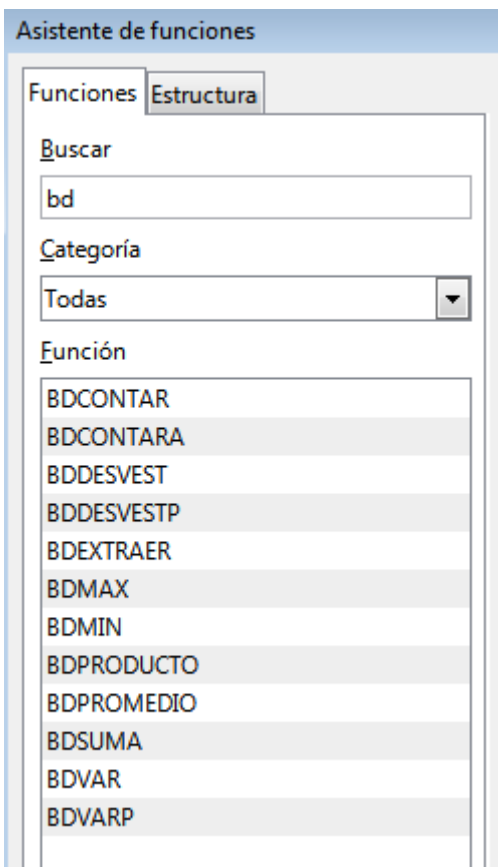 Asistente de funciones
Funciones Estructura
Buscar
bd
Categoría
Todas
Función
BDCONTAR
BDCONTARA
BDDESVEST
BDDESVESTP
BDEXTRAER
BDMAX
BDMIN
BDPRODUCTO
BDPROMEDIO
BDSUMA
BDVAR
BDVARP